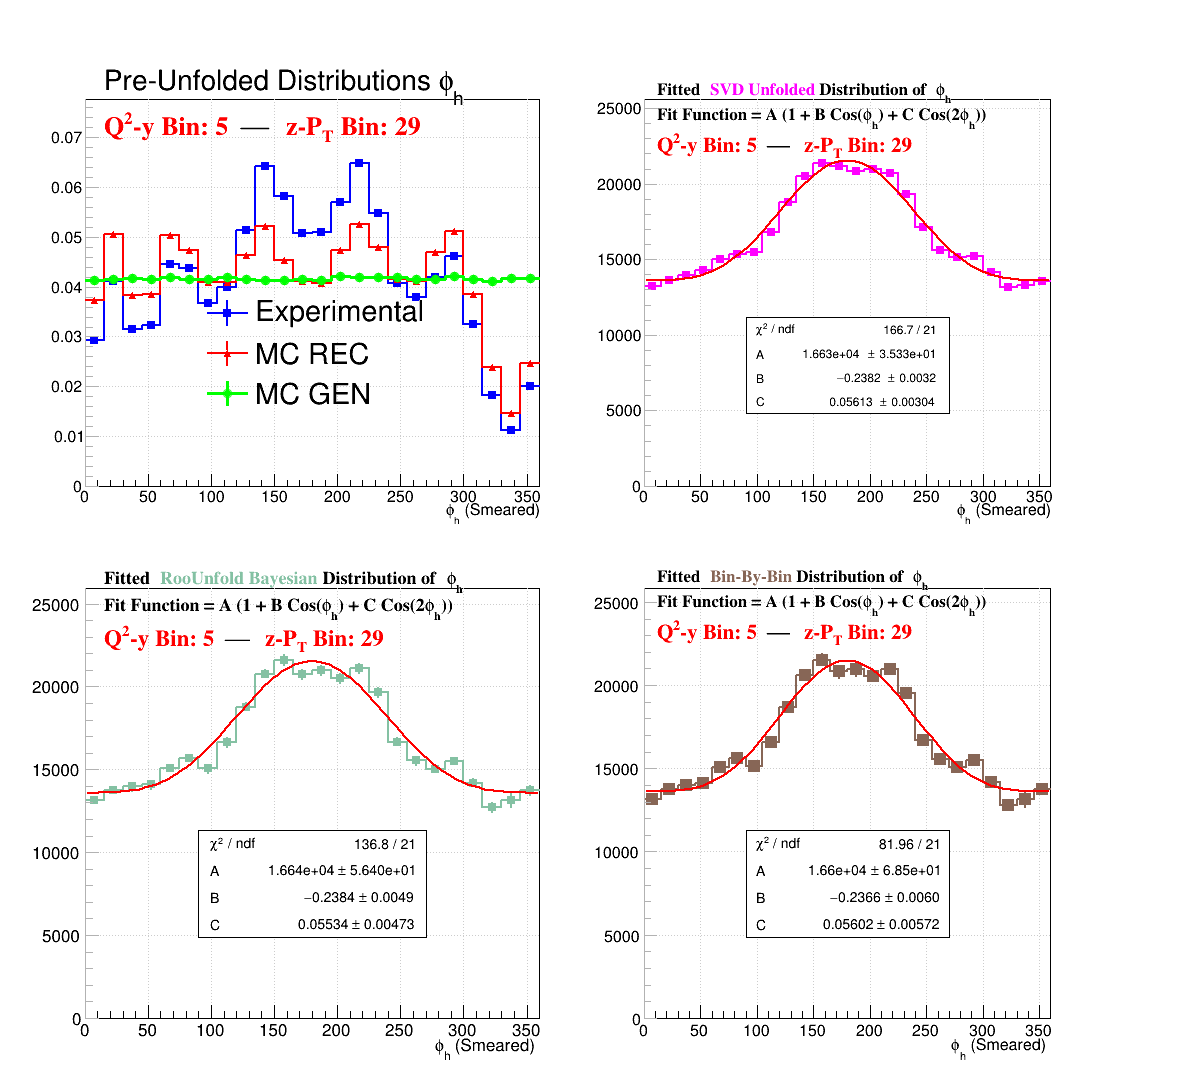 Pre-Unfolded Distributions ϕh
Q²-y Bin: 5 — z-PT Bin: 29
0.07
0.06
0.05
0.04
0.03
0.02
0.01
0
Experimental
MC REC
MC GEN
0 50 100 150 200 250 300 350
ϕh (Smeared)
Fitted SVD Unfolded Distribution of ϕh
Fit Function = A (1 + B Cos(ϕh) + C Cos(2ϕh))
Q²-y Bin: 5 — z-PT Bin: 29
25000
20000
15000
10000
5000
0
χ² / ndf 166.7 / 21
A 1.663e+04 ± 3.533e+01
B −0.2382 ± 0.0032
C 0.05613 ± 0.00304
0 50 100 150 200 250 300 350
ϕh (Smeared)
Fitted RooUnfold Bayesian Distribution of ϕh
Fit Function = A (1 + B Cos(ϕh) + C Cos(2ϕh))
Q²-y Bin: 5 — z-PT Bin: 29
25000
20000
15000
10000
5000
0
χ² / ndf 136.8 / 21
A 1.664e+04 ± 5.640e+01
B −0.2384 ± 0.0049
C 0.05534 ± 0.00473
0 50 100 150 200 250 300 350
ϕh (Smeared)
Fitted Bin-By-Bin Distribution of ϕh
Fit Function = A (1 + B Cos(ϕh) + C Cos(2ϕh))
Q²-y Bin: 5 — z-PT Bin: 29
25000
20000
15000
10000
5000
0
χ² / ndf 81.96 / 21
A 1.66e+04 ± 6.85e+01
B −0.2366 ± 0.0060
C 0.05602 ± 0.00572
0 50 100 150 200 250 300 350
ϕh (Smeared)